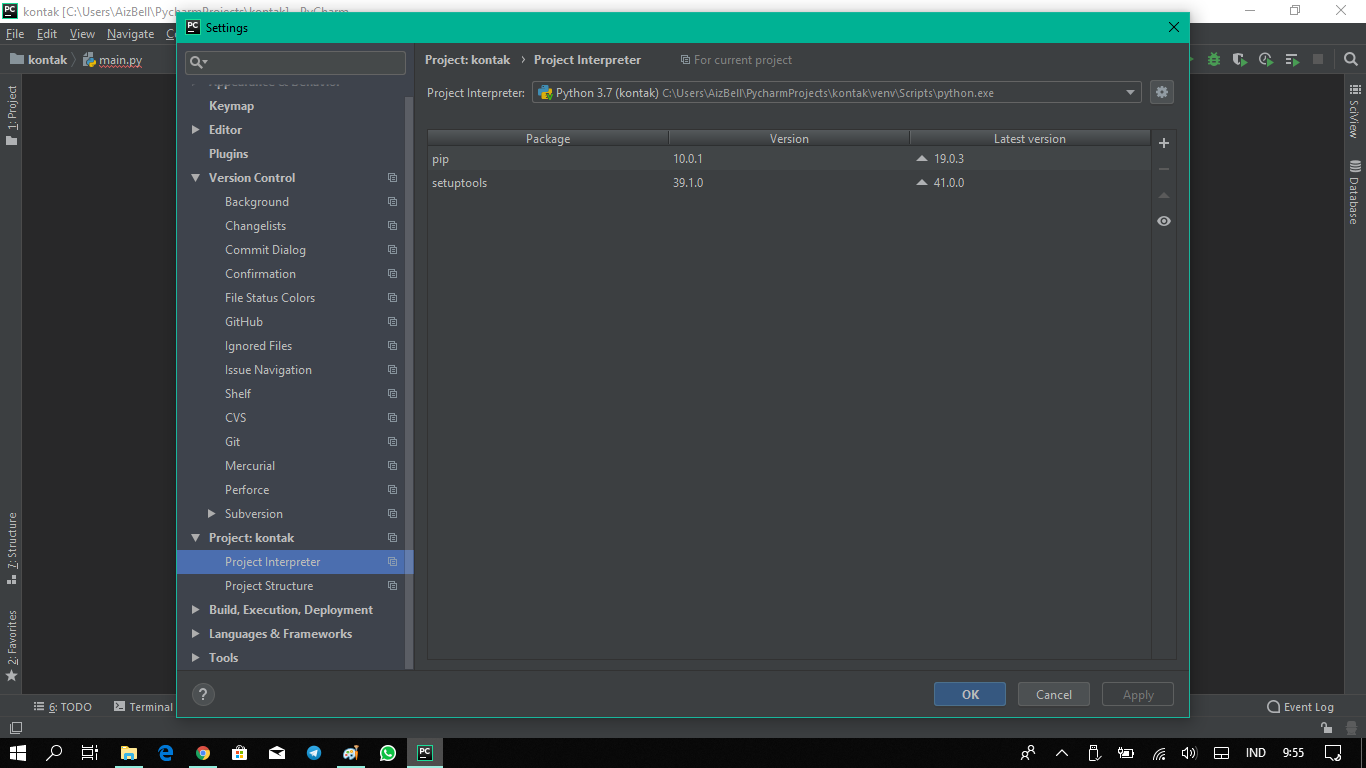 kontak [C:\Users\AizBell\PycharmProjects\kontak] - PyCharm
PC Settings
File Edit View Navigate
kontak main.py
Project: kontak › Project Interpreter For current project
Project Interpreter: Python 3.7 (kontak) C:\Users\AizBell\PycharmProjects\kontak\venv\Scripts\python.exe
Package Version Latest version
pip 10.0.1 19.0.3
setuptools 39.1.0 41.0.0
Keymap
Editor
Plugins
Version Control
Background
Changelists
Commit Dialog
Confirmation
File Status Colors
GitHub
Ignored Files
Issue Navigation
Shelf
CVS
Git
Mercurial
Perforce
Subversion
Project: kontak
Project Interpreter
Project Structure
Build, Execution, Deployment
Languages & Frameworks
Tools
1: Project
7: Structure
2: Favorites
SciView
Database
?
OK Cancel Apply
6: TODO Terminal Event Log
PC IND 9:55